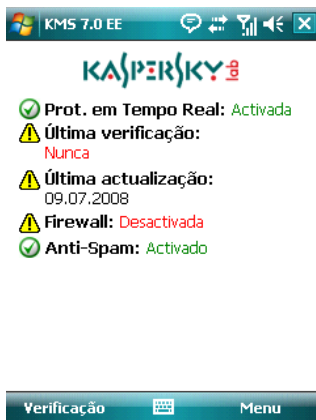 KMS 7.0 EE
KASPERSKY lab
Prot. em Tempo Real: Activada
Última verificação:
Nunca
Última actualização:
09.07.2008
Firewall: Desactivada
Anti-Spam: Activado
Verificação Menu